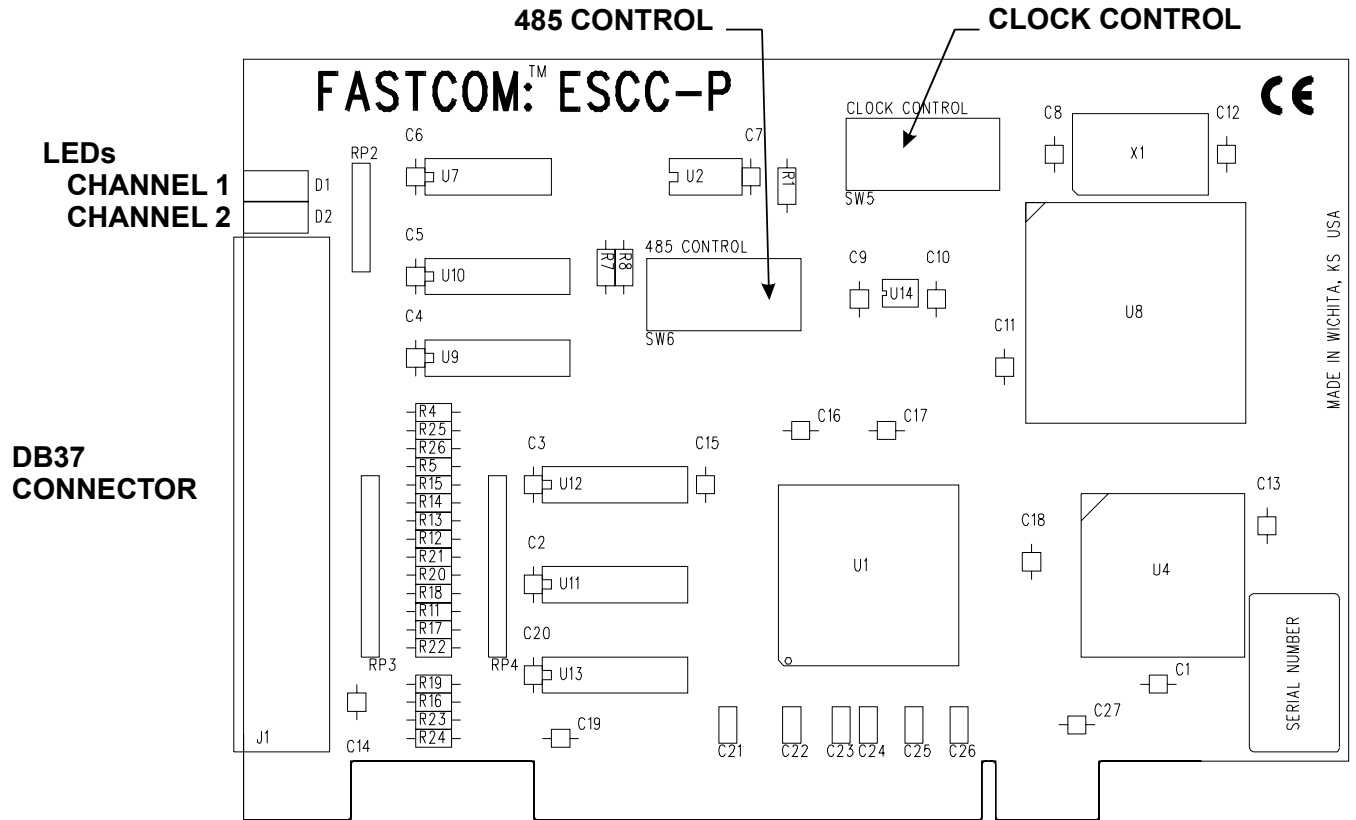 485 CONTROL
CLOCK CONTROL
FASTCOM:™ ESCC-P
CLOCK CONTROL
SW5
C8
X1
C12
LEDs
CHANNEL 1
CHANNEL 2
D1
D2
RP2
C6
U7
C7
U2
R1
C5
U10
R7
R8
485 CONTROL
SW6
C9
U14
C10
C11
U8
MADE IN WICHITA, KS USA
C4
U9
DB37
CONNECTOR
J1
R4
R25
R26
R5
R15
R14
R13
R12
R21
R20
R18
R11
R17
R22
RP3
RP4
R19
R16
R23
R24
C14
C3
U12
C15
C2
U11
C20
U13
C19
C16
C17
U1
C18
U4
C13
C1
C27
SERIAL NUMBER
C21
C22
C23
C24
C25
C26
CE